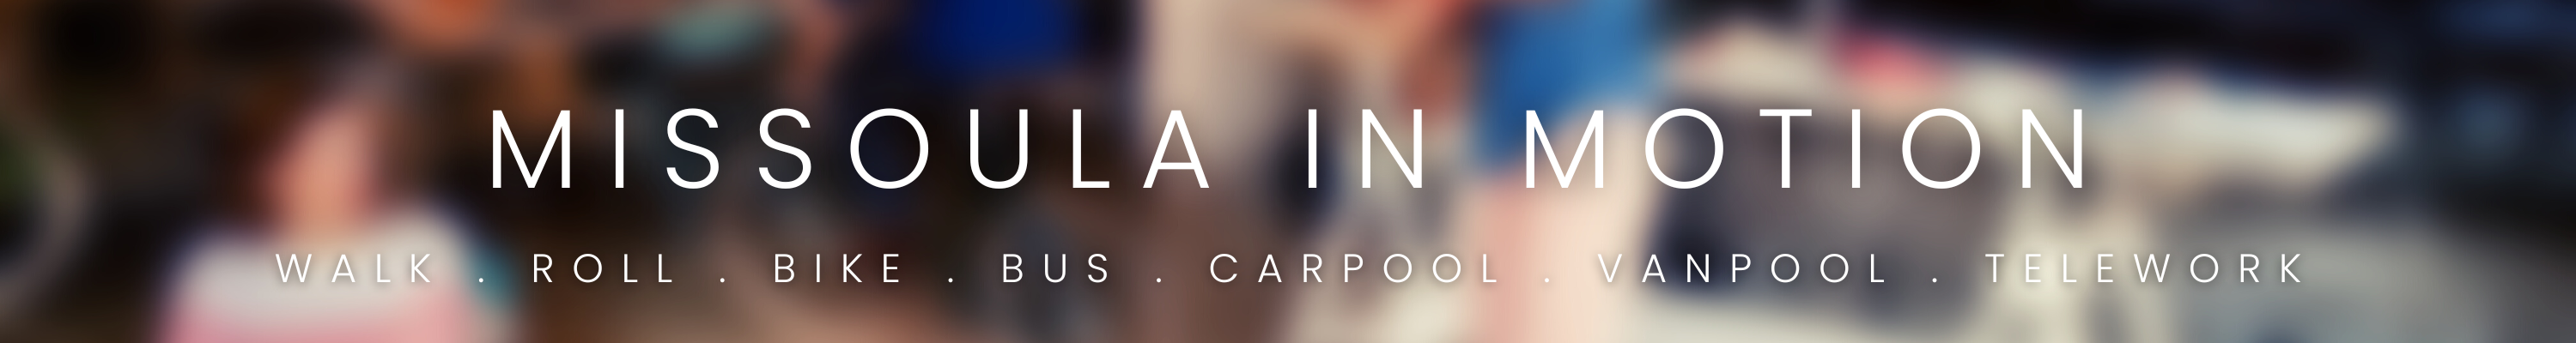 MISSOULA IN MOTION
WALK . ROLL . BIKE . BUS . CARPOOL . VANPOOL . TELEWORK